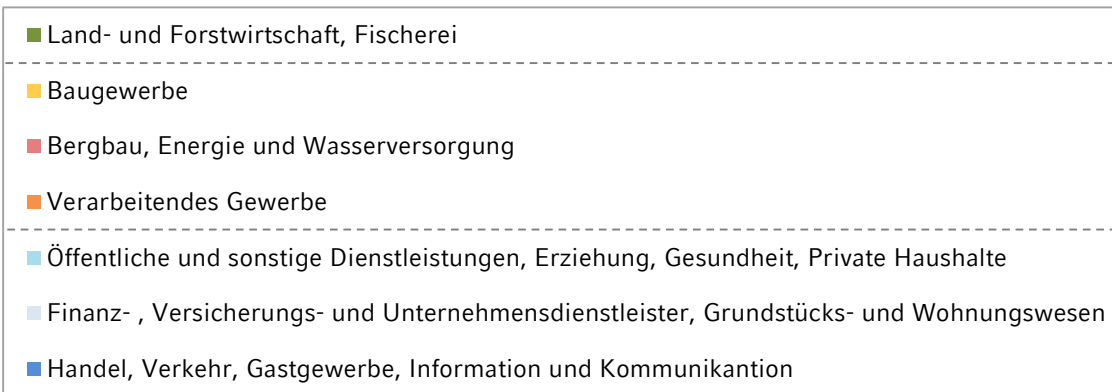 Land- und Forstwirtschaft, Fischerei
Baugewerbe
Bergbau, Energie und Wasserversorgung
Verarbeitendes Gewerbe
Öffentliche und sonstige Dienstleistungen, Erziehung, Gesundheit, Private Haushalte
Finanz- , Versicherungs- und Unternehmensdienstleister, Grundstücks- und Wohnungswesen
Handel, Verkehr, Gastgewerbe, Information und Kommunikantion